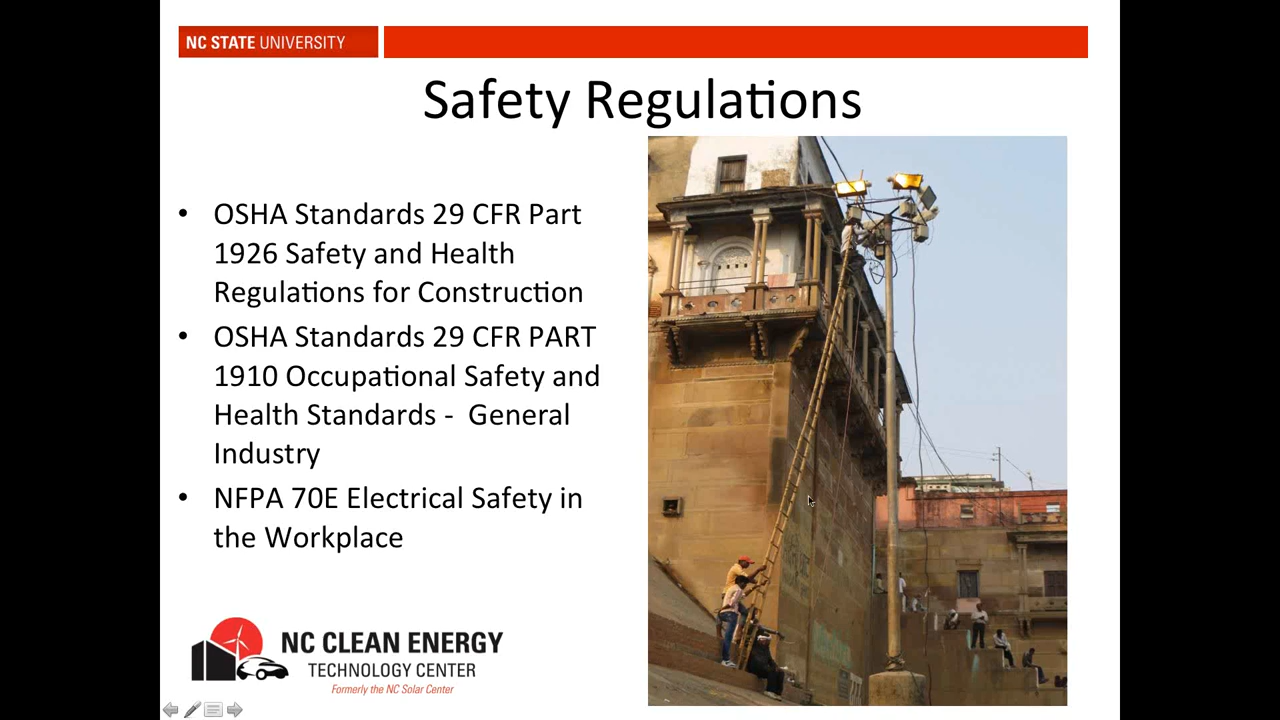 NC STATE UNIVERSITY
Safety Regulations
• OSHA Standards 29 CFR Part
1926 Safety and Health
Regulations for Construction
• OSHA Standards 29 CFR PART
1910 Occupational Safety and
Health Standards -  General
Industry
• NFPA 70E Electrical Safety in
the Workplace
NC CLEAN ENERGY
TECHNOLOGY CENTER
Formerly the NC Solar Center